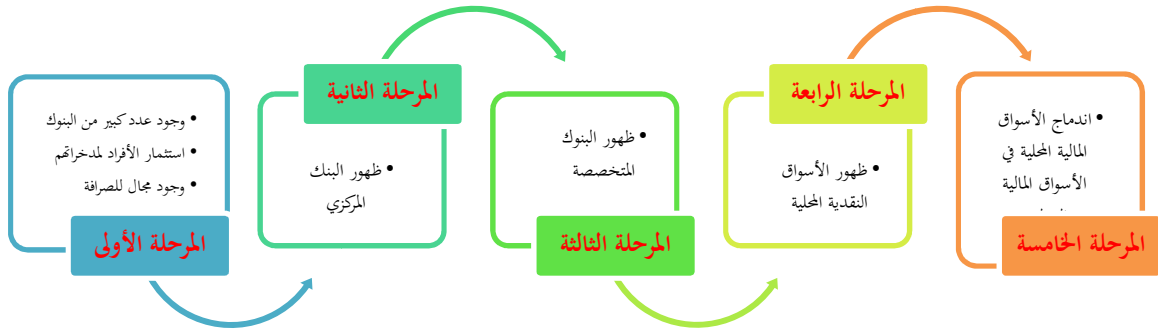 • وجود عدد كبير من البنوك
• استثمار الأفراد لمدخراتهم
• وجود مجال للصرافة
المرحلة الأولى
المرحلة الثانية
• ظهور البنك
المركزي
• ظهور البنوك
المتخصصة
المرحلة الثالثة
المرحلة الرابعة
• ظهور الأسواق
النقدية المحلية
• اندماج الأسواق
المالية المحلية في
الأسواق المالية
المرحلة الخامسة